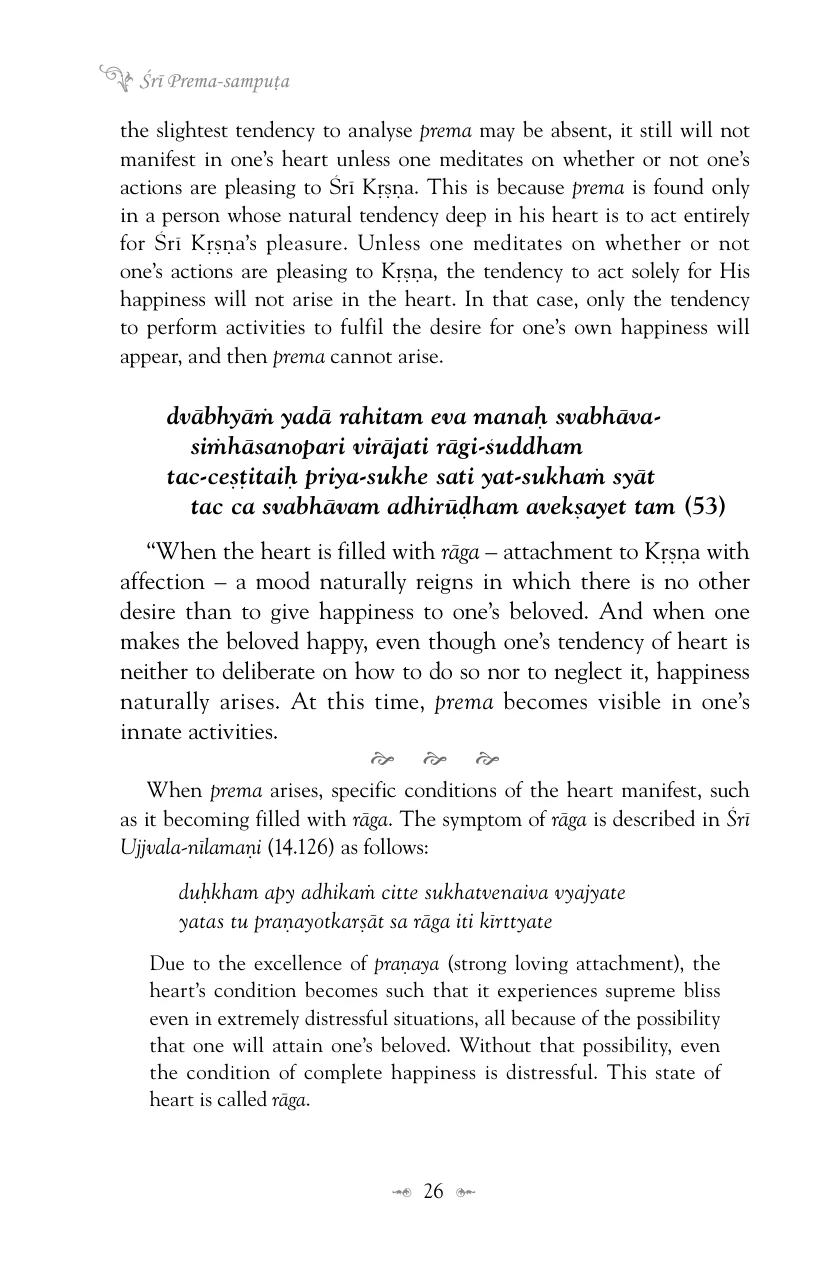 Śrī Prema-sampuṭa
the slightest tendency to analyse prema may be absent, it still will not
manifest in one’s heart unless one meditates on whether or not one’s
actions are pleasing to Śrī Kṛṣṇa. This is because prema is found only
in a person whose natural tendency deep in his heart is to act entirely
for Śrī Kṛṣṇa’s pleasure. Unless one meditates on whether or not
one’s actions are pleasing to Kṛṣṇa, the tendency to act solely for His
happiness will not arise in the heart. In that case, only the tendency
to perform activities to fulfil the desire for one’s own happiness will
appear, and then prema cannot arise.
dvābhyāṁ yadā rahitam eva manaḥ svabhāva-
siṁhāsanopari virājati rāgi-śuddham
tac-ceṣṭitaiḥ priya-sukhe sati yat-sukhaṁ syāt
tac ca svabhāvam adhirūḍham avekṣayet tam (53)
“When the heart is filled with rāga – attachment to Kṛṣṇa with
affection – a mood naturally reigns in which there is no other
desire than to give happiness to one’s beloved. And when one
makes the beloved happy, even though one’s tendency of heart is
neither to deliberate on how to do so nor to neglect it, happiness
naturally arises. At this time, prema becomes visible in one’s
innate activities.
When prema arises, specific conditions of the heart manifest, such
as it becoming filled with rāga. The symptom of rāga is described in Śrī
Ujjvala-nīlamaṇi (14.126) as follows:
duḥkham apy adhikaṁ citte sukhatvenaiva vyajyate
yatas tu praṇayotkarṣāt sa rāga iti kīrttyate
Due to the excellence of praṇaya (strong loving attachment), the
heart’s condition becomes such that it experiences supreme bliss
even in extremely distressful situations, all because of the possibility
that one will attain one’s beloved. Without that possibility, even
the condition of complete happiness is distressful. This state of
heart is called rāga.
26